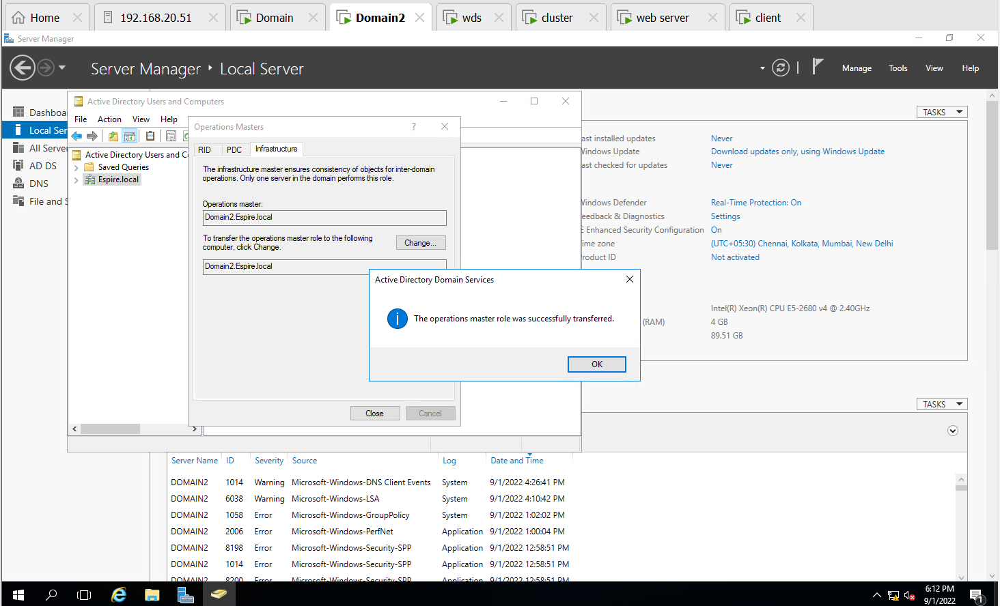 Home
192.168.20.51
Domain
Domain2
wds
cluster
web server
client
Server Manager
Server Manager
Local Server
Manage
Tools
View
Help
Dashboa
Local Ser
All Server
AD DS
DNS
File and S
Active Directory Users and Computers
File
Action
View
Help
Active Directory Users and C
Saved Queries
Espire.local
Operations Masters
?
RID
PDC
Infrastructure
The infrastructure master ensures consistency of objects for inter-domain
operations. Only one server in the domain performs this role.
Operations master:
Domain2.Espire.local
To transfer the operations master role to the following
computer, click Change.
Change...
Domain2.Espire.local
Close
Cancel
Active Directory Domain Services
The operations master role was successfully transferred.
OK
TASKS
ast installed updates Never
Windows Update Download updates only, using Windows Update
ast checked for updates Never
Windows Defender Real-Time Protection: On
eedback & Diagnostics Settings
E Enhanced Security Configuration On
ime zone (UTC+05:30) Chennai, Kolkata, Mumbai, New Delhi
roduct ID Not activated
Intel(R) Xeon(R) CPU E5-2680 v4 @ 2.40GHz
(RAM) 4 GB
89.51 GB
TASKS
Server Name ID Severity Source Log Date and Time
DOMAIN2 1014 Warning Microsoft-Windows-DNS Client Events System 9/1/2022 4:26:41 PM
DOMAIN2 6038 Warning Microsoft-Windows-LSA System 9/1/2022 4:10:42 PM
DOMAIN2 1058 Error Microsoft-Windows-GroupPolicy System 9/1/2022 1:02:02 PM
DOMAIN2 2006 Error Microsoft-Windows-PerfNet Application 9/1/2022 1:00:04 PM
DOMAIN2 8198 Error Microsoft-Windows-Security-SPP Application 9/1/2022 12:58:51 PM
DOMAIN2 1014 Error Microsoft-Windows-Security-SPP Application 9/1/2022 12:58:51 PM
DOMAIN2 8200 Error Microsoft-Windows-Security-SPP Application 9/1/2022 12:58:51 PM
6:12 PM
9/1/2022
1